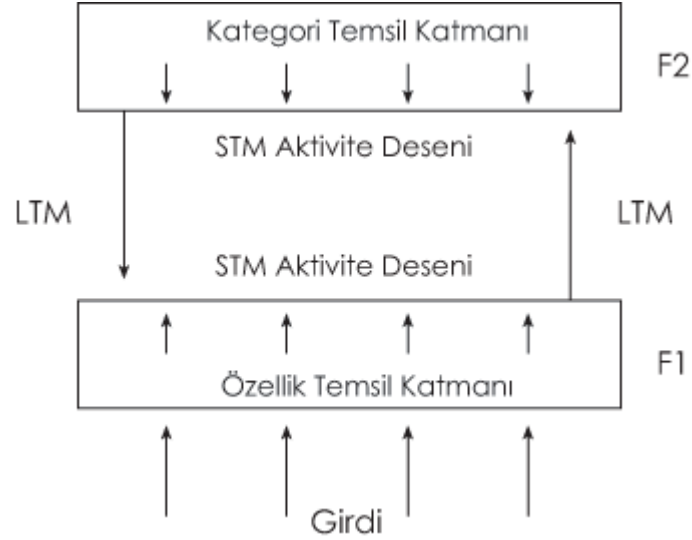 Kategori Temsil Katmanı
F2
STM Aktivite Deseni
LTM
LTM
STM Aktivite Deseni
F1
Özellik Temsil Katmanı
Girdi